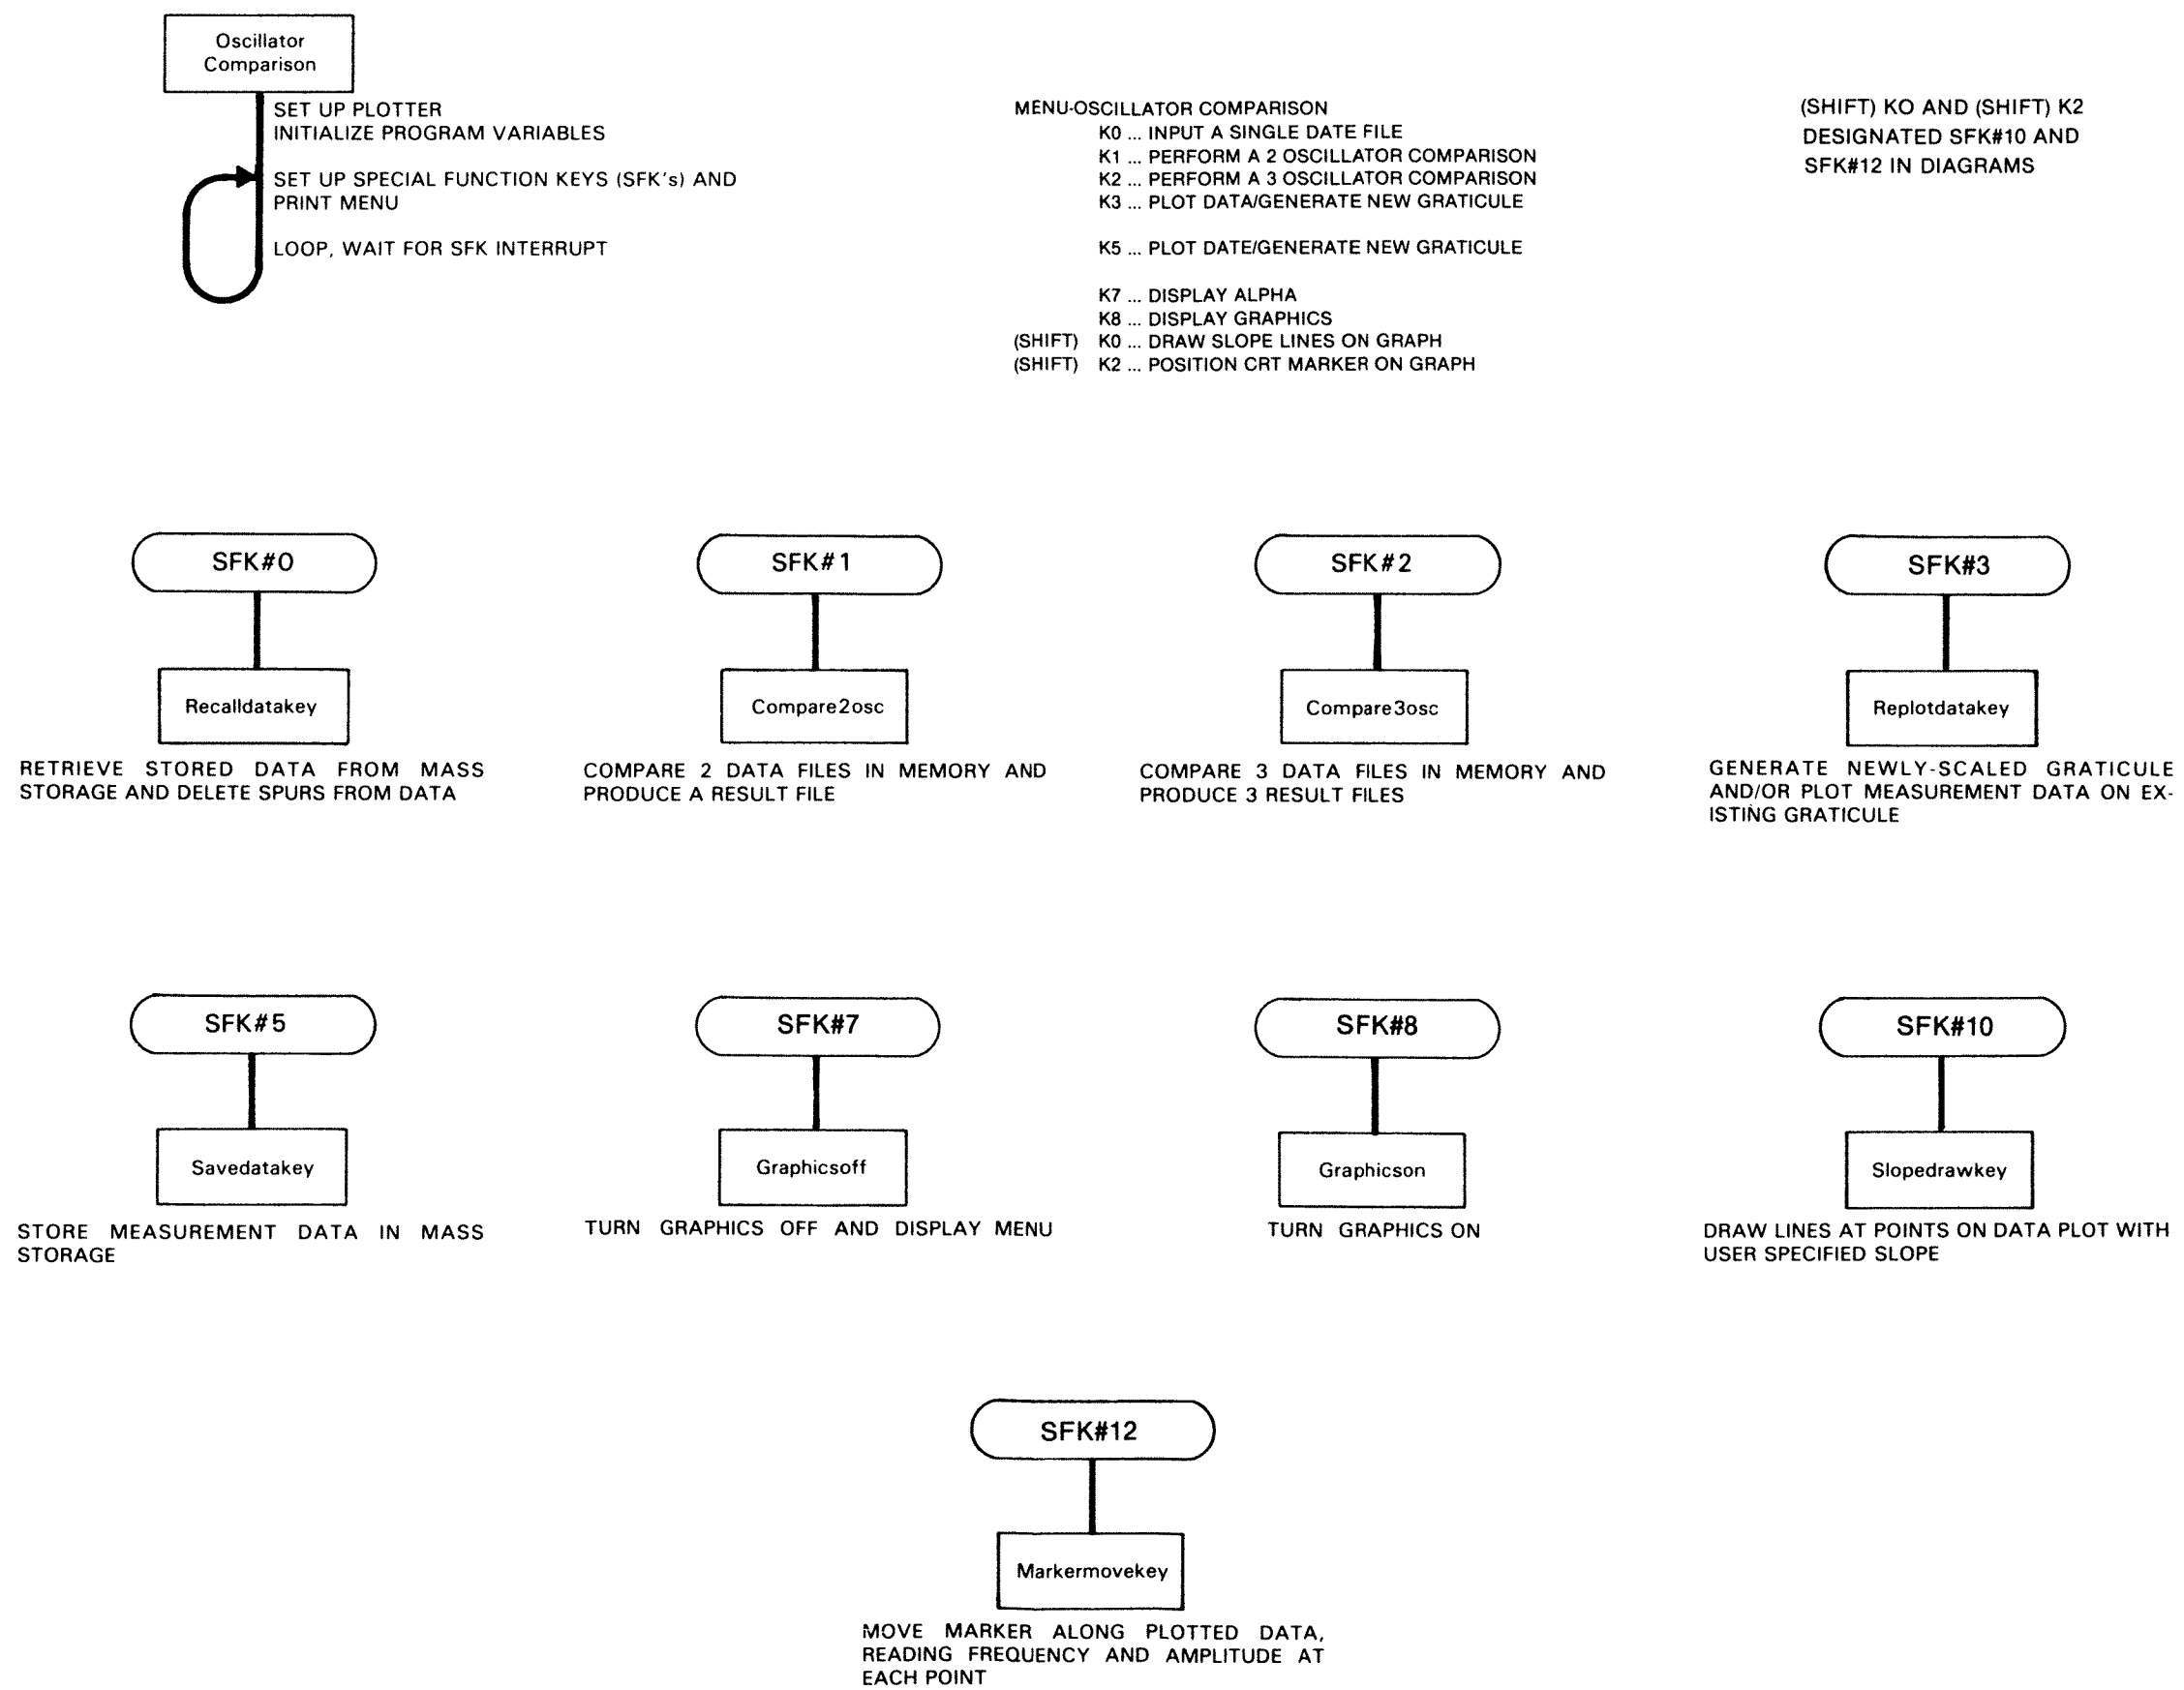 Oscillator
Comparison
SET UP PLOTTER
INITIALIZE PROGRAM VARIABLES
SET UP SPECIAL FUNCTION KEYS (SFK's) AND
PRINT MENU
LOOP, WAIT FOR SFK INTERRUPT
MENU-OSCILLATOR COMPARISON
K0 ... INPUT A SINGLE DATE FILE
K1 ... PERFORM A 2 OSCILLATOR COMPARISON
K2 ... PERFORM A 3 OSCILLATOR COMPARISON
K3 ... PLOT DATA/GENERATE NEW GRATICULE
K5 ... PLOT DATE/GENERATE NEW GRATICULE
K7 ... DISPLAY ALPHA
K8 ... DISPLAY GRAPHICS
(SHIFT) K0 ... DRAW SLOPE LINES ON GRAPH
(SHIFT) K2 ... POSITION CRT MARKER ON GRAPH
(SHIFT) KO AND (SHIFT) K2
DESIGNATED SFK#10 AND
SFK#12 IN DIAGRAMS
SFK#0
Recalldatakey
RETRIEVE STORED DATA FROM MASS
STORAGE AND DELETE SPURS FROM DATA
SFK#1
Compare2osc
COMPARE 2 DATA FILES IN MEMORY AND
PRODUCE A RESULT FILE
SFK#2
Compare3osc
COMPARE 3 DATA FILES IN MEMORY AND
PRODUCE 3 RESULT FILES
SFK#3
Replotdatakey
GENERATE NEWLY-SCALED GRATICULE
AND/OR PLOT MEASUREMENT DATA ON EX-
ISTING GRATICULE
SFK#5
Savedatakey
STORE MEASUREMENT DATA IN MASS
STORAGE
SFK#7
Graphicsoff
TURN GRAPHICS OFF AND DISPLAY MENU
SFK#8
Graphicson
TURN GRAPHICS ON
SFK#10
Slopedrawkey
DRAW LINES AT POINTS ON DATA PLOT WITH
USER SPECIFIED SLOPE
SFK#12
Markermovekey
MOVE MARKER ALONG PLOTTED DATA,
READING FREQUENCY AND AMPLITUDE AT
EACH POINT